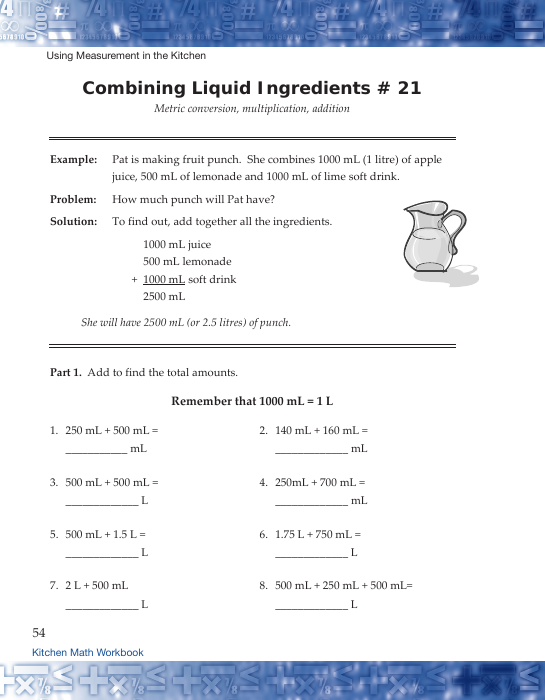 Using Measurement in the Kitchen
Combining Liquid Ingredients # 21
Metric conversion, multiplication, addition
Example: Pat is making fruit punch. She combines 1000 mL (1 litre) of apple
juice, 500 mL of lemonade and 1000 mL of lime soft drink.
Problem: How much punch will Pat have?
Solution: To find out, add together all the ingredients.
1000 mL juice
500 mL lemonade
+ 1000 mL soft drink
2500 mL
She will have 2500 mL (or 2.5 litres) of punch.
Part 1. Add to find the total amounts.
Remember that 1000 mL = 1 L
1. 250 mL + 500 mL =
___________ mL
2. 140 mL + 160 mL =
_____________ mL
3. 500 mL + 500 mL =
_____________ L
4. 250mL + 700 mL =
_____________ mL
5. 500 mL + 1.5 L =
_____________ L
6. 1.75 L + 750 mL =
_____________ L
7. 2 L + 500 mL
_____________ L
8. 500 mL + 250 mL + 500 mL=
_____________ L
54
Kitchen Math Workbook